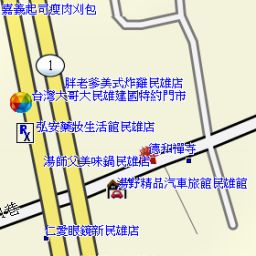 嘉義起司瘦肉刈包
1
胖老爹美式炸雞民雄店
台灣大哥大民雄建國特約門市
弘安藥妝生活館民雄店
德和禪寺
湯師父美味鍋民雄店
湯野精品汽車旅館民雄館
巷
仁愛眼鏡新民雄店